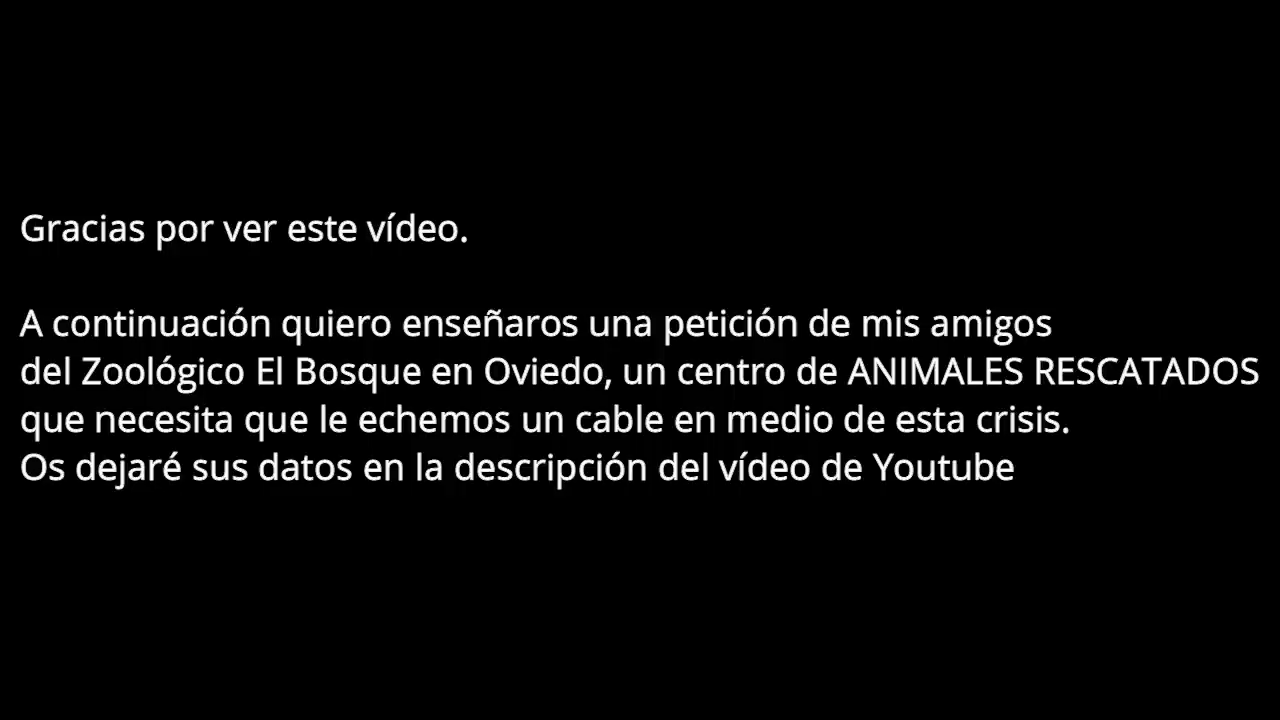 Gracias por ver este vídeo.
A continuación quiero enseñaros una petición de mis amigos
del Zoológico El Bosque en Oviedo, un centro de ANIMALES RESCATADOS
que necesita que le echemos un cable en medio de esta crisis.
Os dejaré sus datos en la descripción del vídeo de Youtube